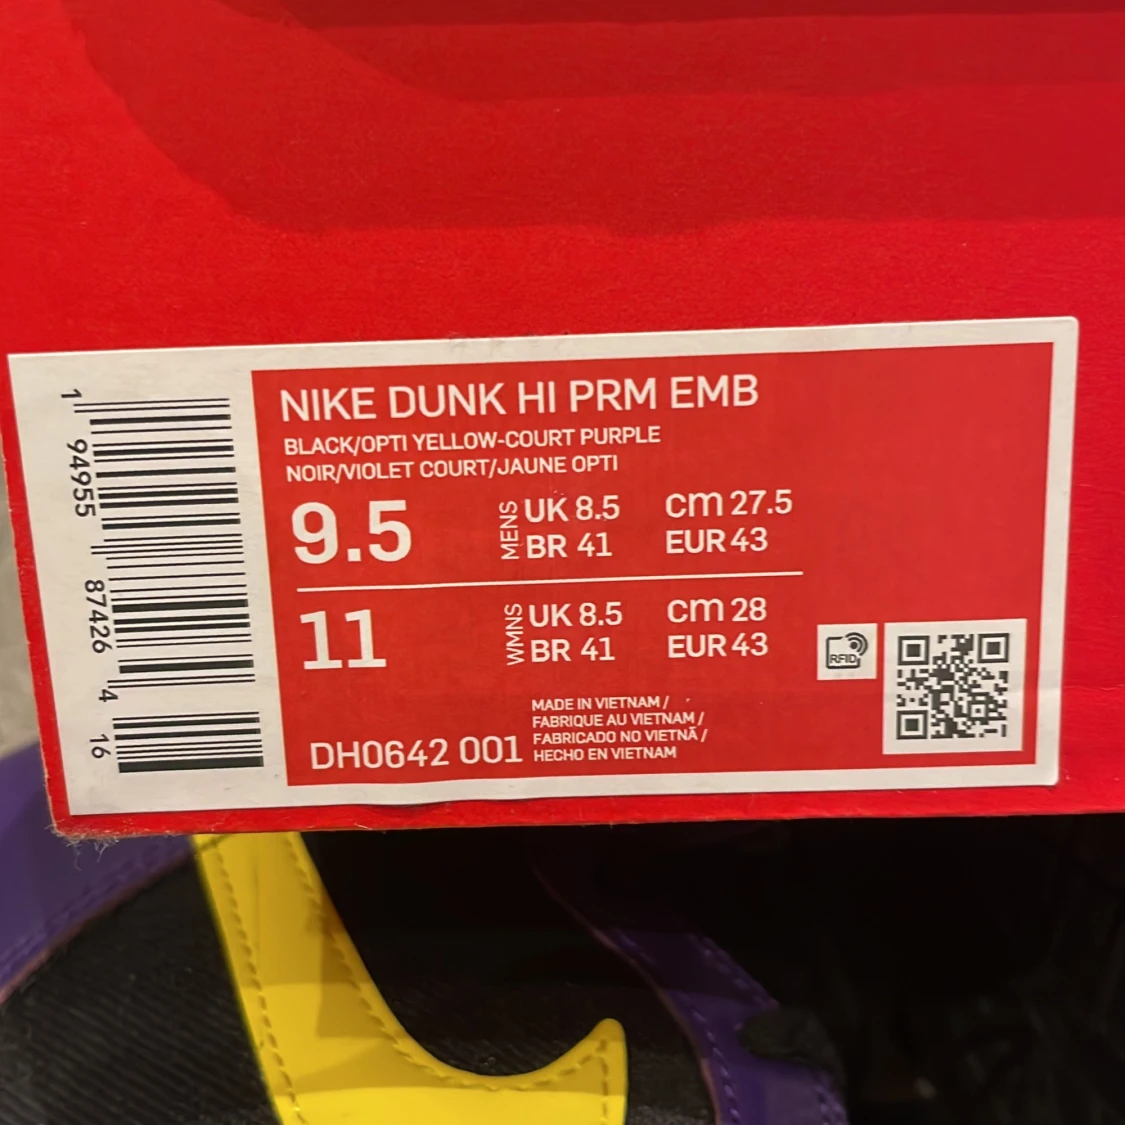 NIKE DUNK HI PRM EMB
BLACK/OPTI YELLOW-COURT PURPLE
NOIR/VIOLET COURT/JAUNE OPTI
9.5 MENS UK 8.5 cm 27.5
BR 41 EUR 43
11 WMNS UK 8.5 cm 28
BR 41 EUR 43
RFID
MADE IN VIETNAM /
FABRIQUE AU VIETNAM /
FABRICADO NO VIETNÃ /
DH0642 001 HECHO EN VIETNAM
1 94955 87426 4 16